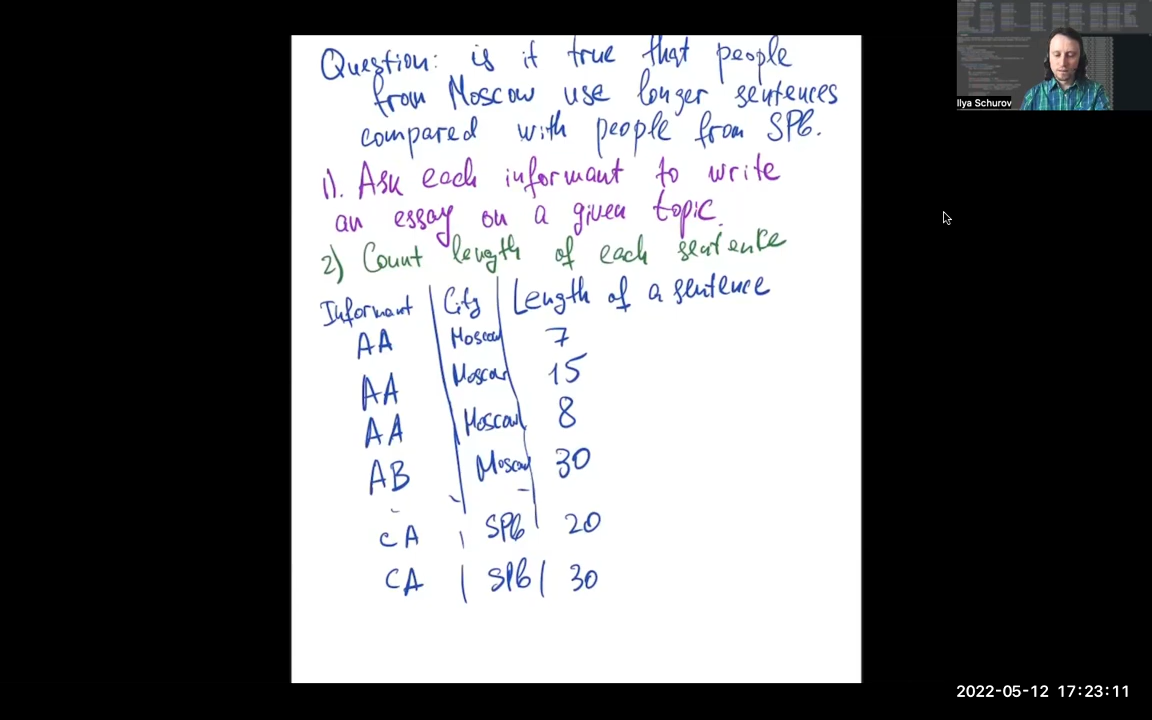 Question: is it true that people
from Moscow use longer sentences
compared with people from SPb.
1). Ask each informant to write
an essay on a given topic.
2) Count length of each sentence
Informant | City | Length of a sentence
AA Moscow 7
AA Moscow 15
AA Moscow 8
AB Moscow 30
CA | SPb | 20
CA | SPb | 30
Ilya Schurov
2022-05-12 17:23:11